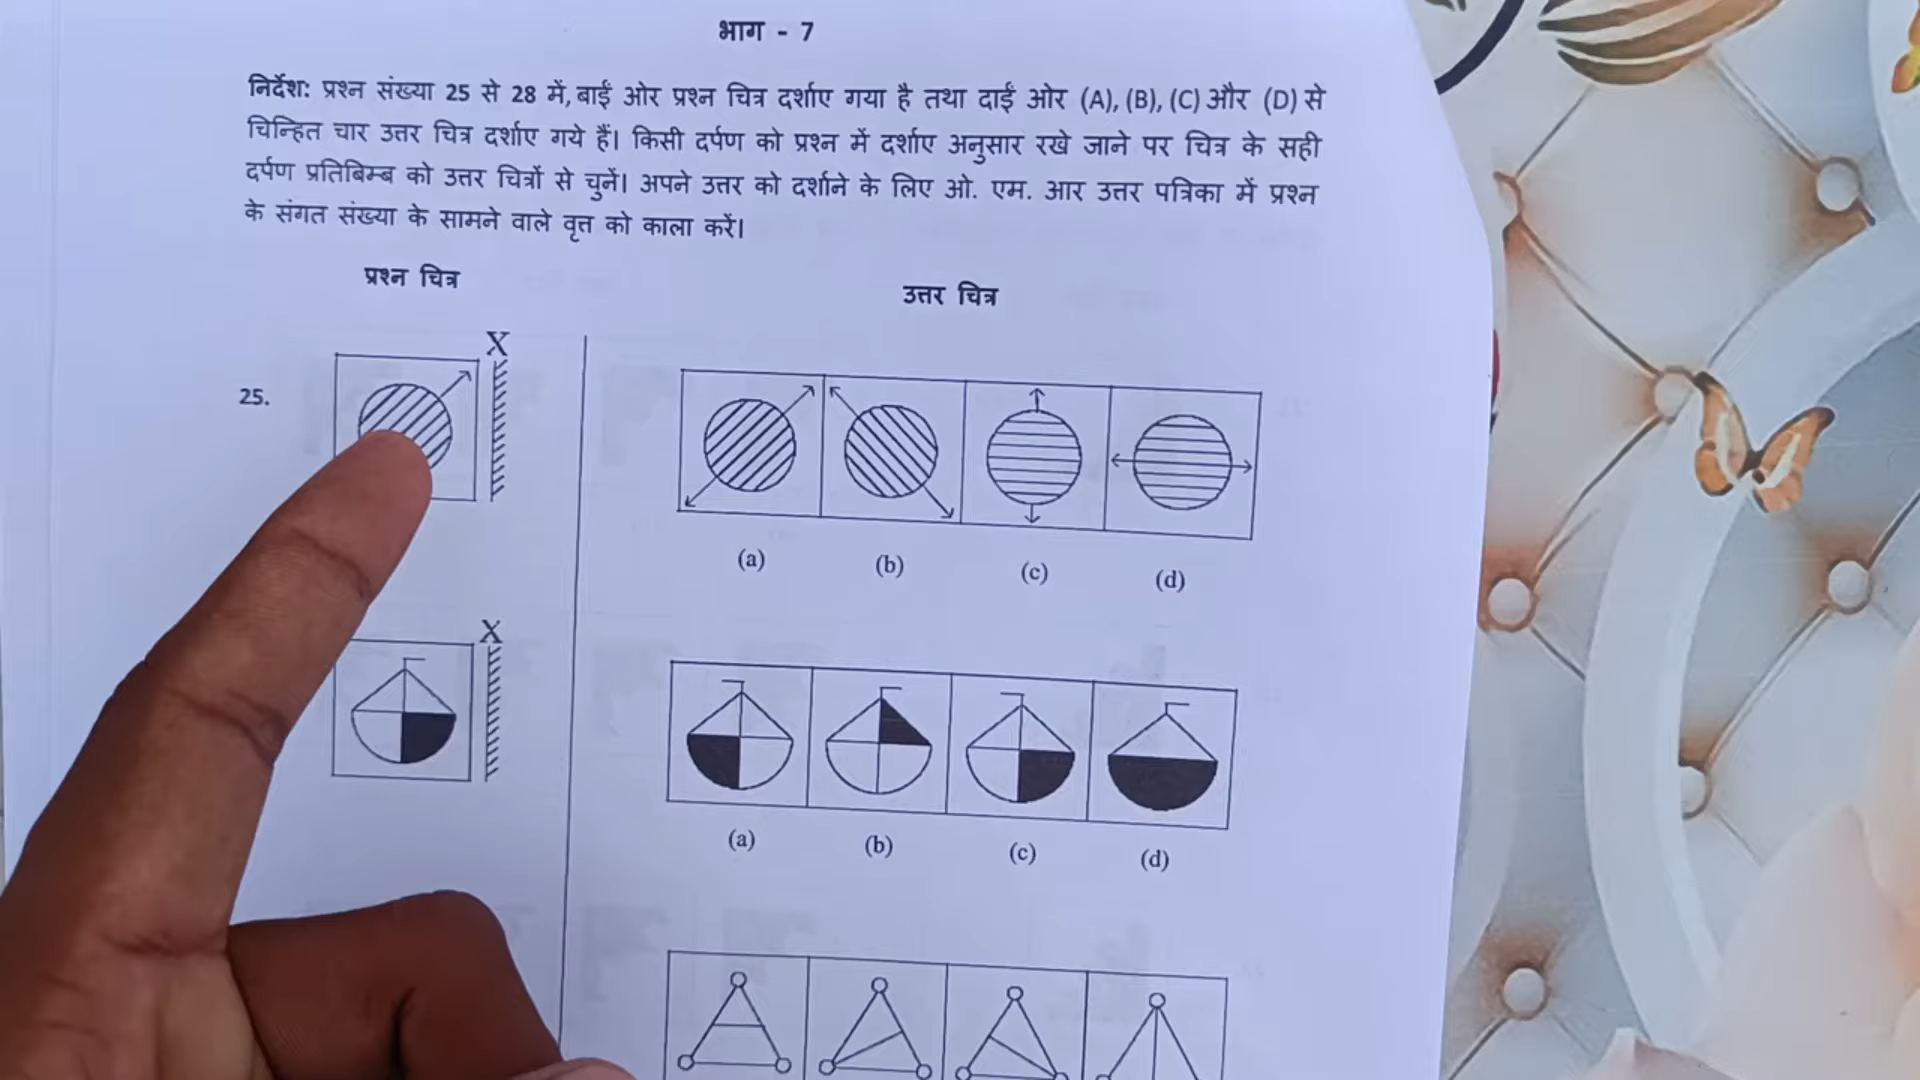 भाग - 7
निर्देश: प्रश्न संख्या 25 से 28 में, बाईं ओर प्रश्न चित्र दर्शाए गया है तथा दाईं ओर (A), (B), (C) और (D) से
चिन्हित चार उत्तर चित्र दर्शाए गये हैं। किसी दर्पण को प्रश्न में दर्शाए अनुसार रखे जाने पर चित्र के सही
दर्पण प्रतिबिम्ब को उत्तर चित्रों से चुनें। अपने उत्तर को दर्शाने के लिए ओ. एम. आर उत्तर पत्रिका में प्रश्न
के संगत संख्या के सामने वाले वृत्त को काला करें।
प्रश्न चित्र
उत्तर चित्र
X
25.
(a) (b) (c) (d)
X
(a) (b) (c) (d)